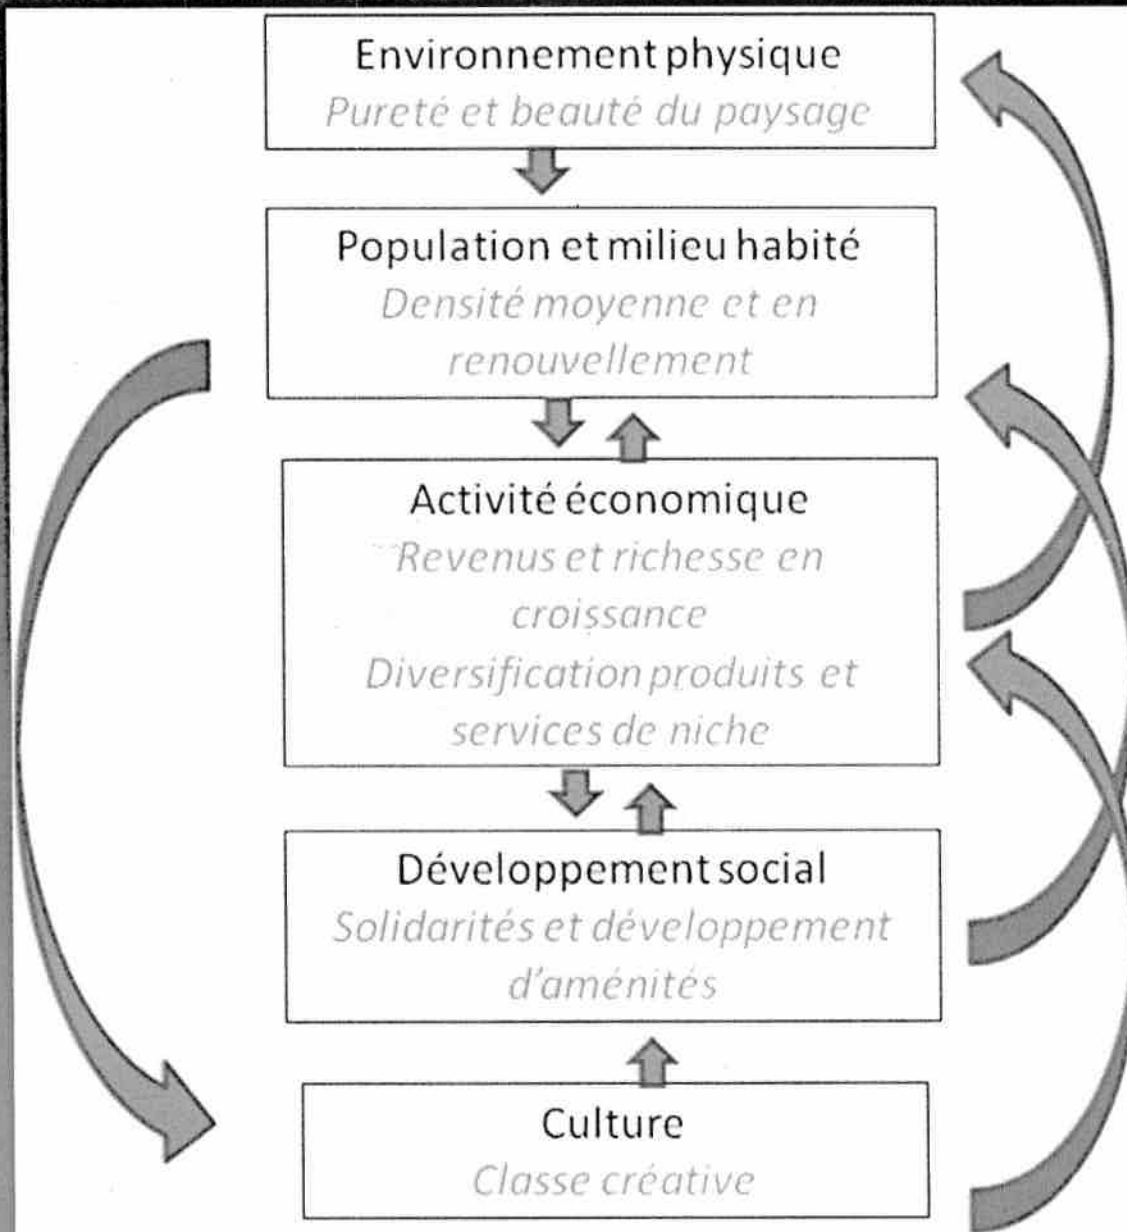 Environnement physique
Pureté et beauté du paysage
Population et milieu habité
Densité moyenne et en
renouvellement
Activité économique
Revenus et richesse en
croissance
Diversification produits et
services de niche
Développement social
Solidarités et développement
d'aménités
Culture
Classe créative